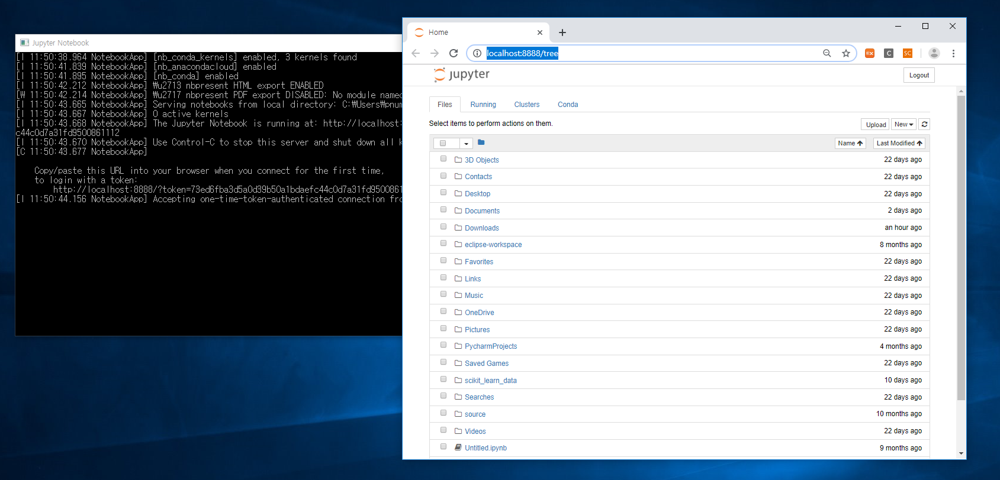 Jupyter Notebook
[I 11:50:38.964 NotebookApp] [nb_conda_kernels] enabled, 3 kernels found
[I 11:50:41.839 NotebookApp] [nb_anacondacloud] enabled
[I 11:50:41.895 NotebookApp] [nb_conda] enabled
[I 11:50:42.212 NotebookApp] ₩u2713 nbpresent HTML export ENABLED
[W 11:50:42.214 NotebookApp] ₩u2717 nbpresent PDF export DISABLED: No module named
[I 11:50:43.665 NotebookApp] Serving notebooks from local directory: C:₩Users₩pnum
[I 11:50:43.667 NotebookApp] 0 active kernels
[I 11:50:43.668 NotebookApp] The Jupyter Notebook is running at: http://localhost:
c44c0d7a31fd9500861112
[I 11:50:43.670 NotebookApp] Use Control-C to stop this server and shut down all k
[C 11:50:43.677 NotebookApp]
Copy/paste this URL into your browser when you connect for the first time,
to login with a token:
http://localhost:8888/?token=73ed6fba3d5a0d39b50a1bdaefc44c0d7a31fd9500861
[I 11:50:44.156 NotebookApp] Accepting one-time-token-authenticated connection fro
Home
localhost:8888/tree
EX C SC
jupyter
Logout
Files Running Clusters Conda
Select items to perform actions on them.
Upload New
Name Last Modified
3D Objects 22 days ago
Contacts 22 days ago
Desktop 22 days ago
Documents 2 days ago
Downloads an hour ago
eclipse-workspace 8 months ago
Favorites 22 days ago
Links 22 days ago
Music 22 days ago
OneDrive 22 days ago
Pictures 22 days ago
PycharmProjects 4 months ago
Saved Games 22 days ago
scikit_learn_data 10 days ago
Searches 22 days ago
source 10 months ago
Videos 22 days ago
Untitled.ipynb 9 months ago